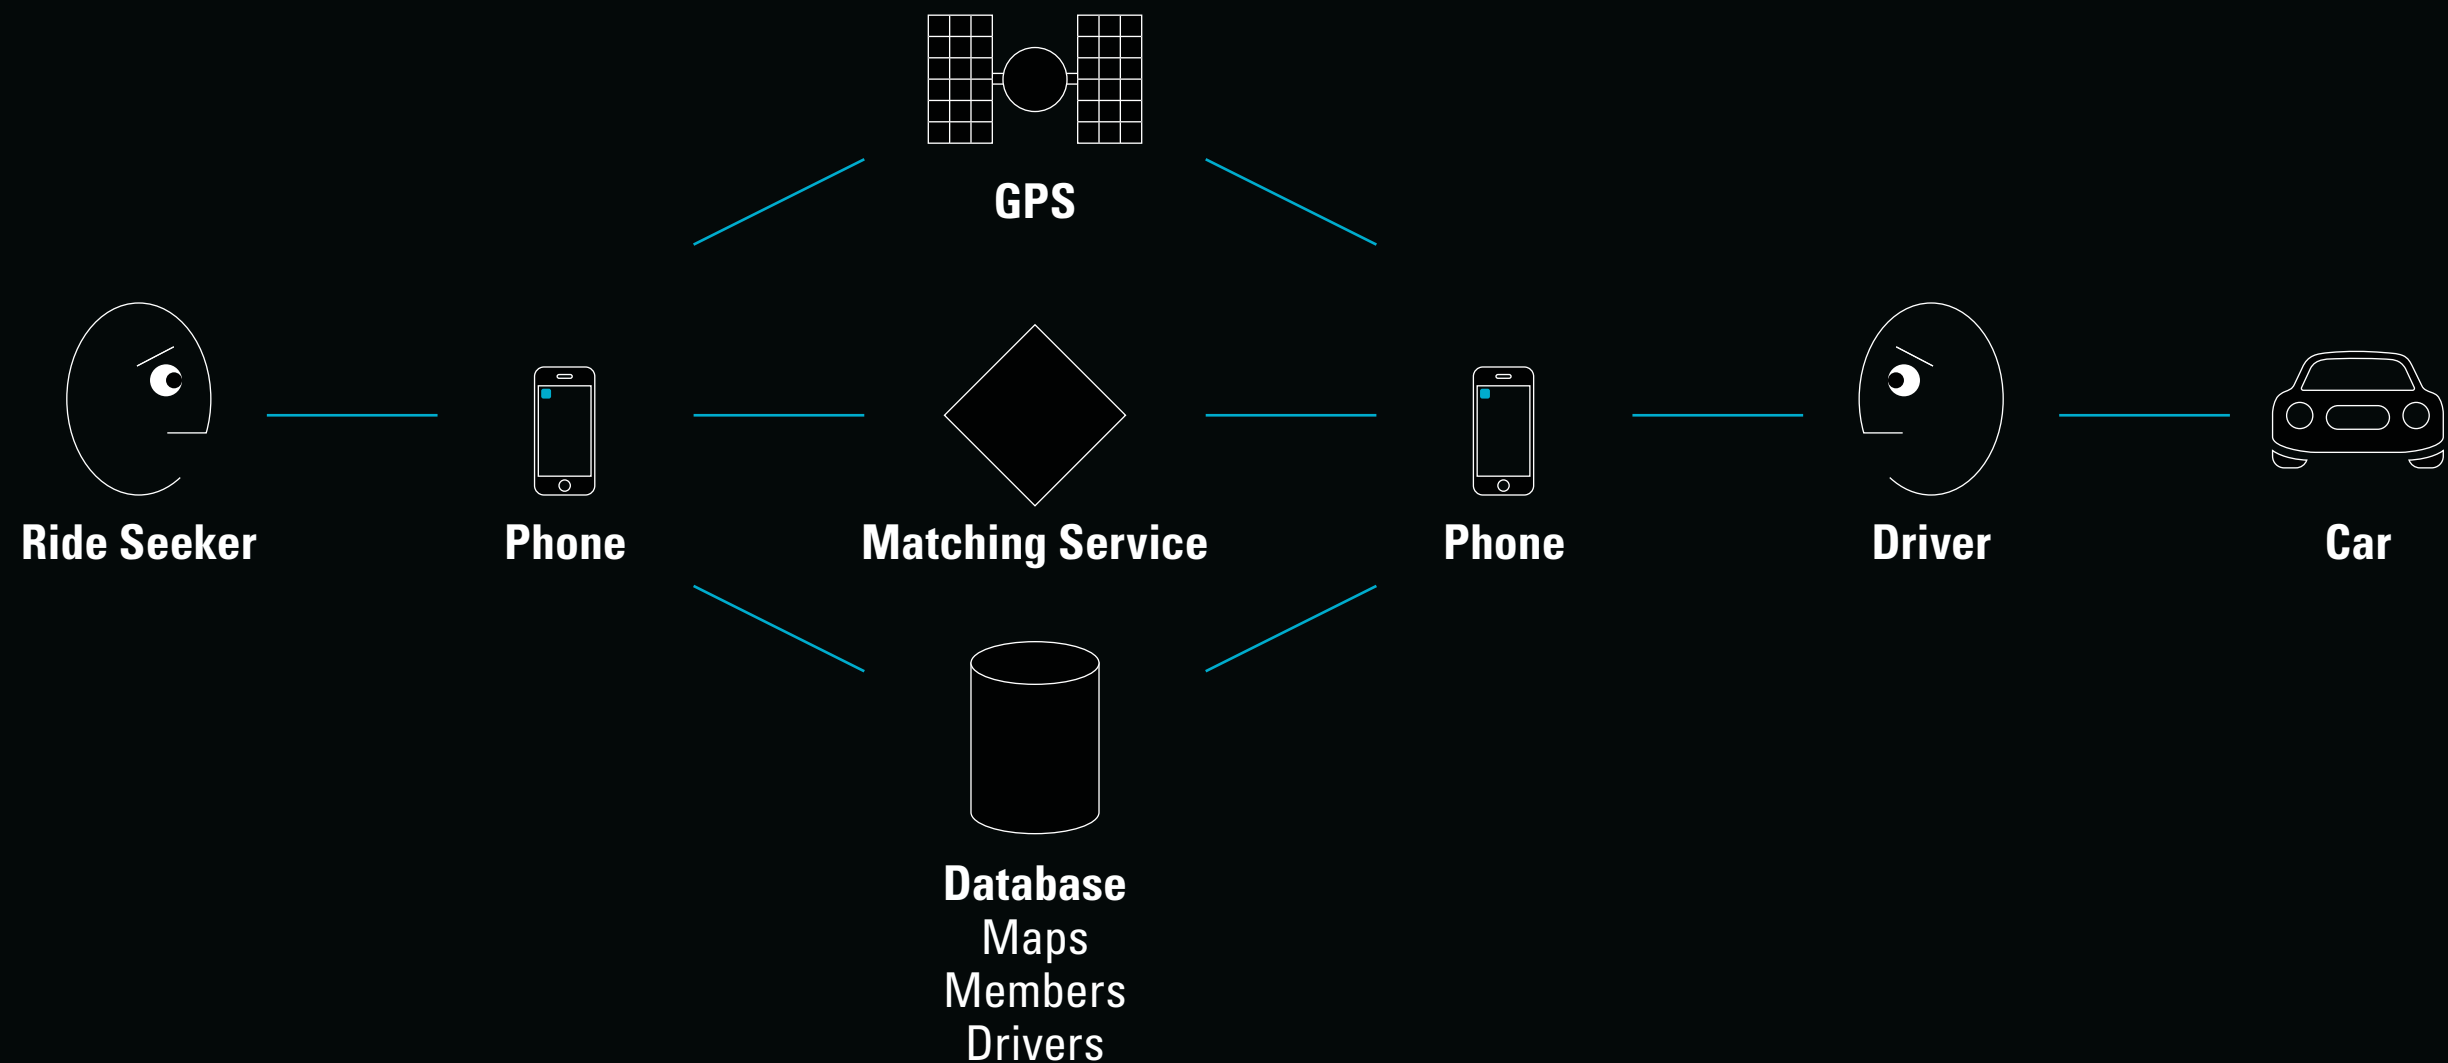 GPS
Ride Seeker
Phone
Matching Service
Phone
Driver
Car
Database
Maps
Members
Drivers